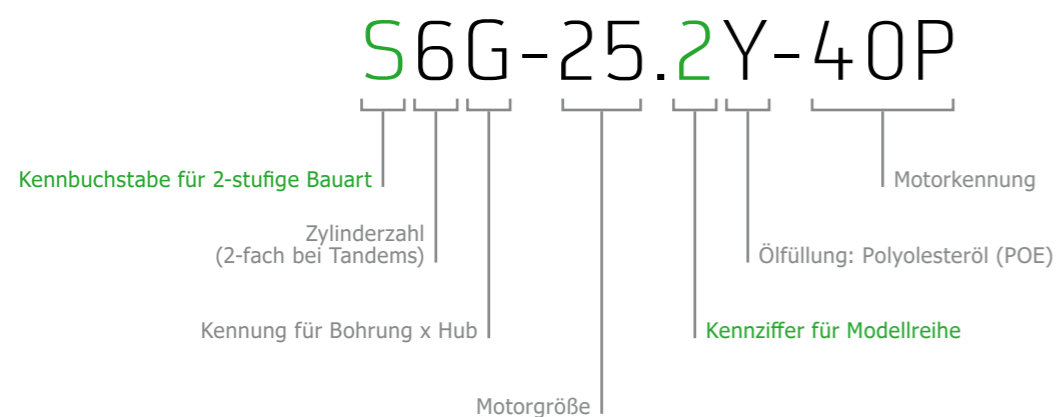 S6G-25.2Y-40P
Kennbuchstabe für 2-stufige Bauart
Motorkennung
Zylinderzahl
(2-fach bei Tandems)
Ölfüllung: Polyolesteröl (POE)
Kennung für Bohrung x Hub
Kennziffer für Modellreihe
Motorgröße